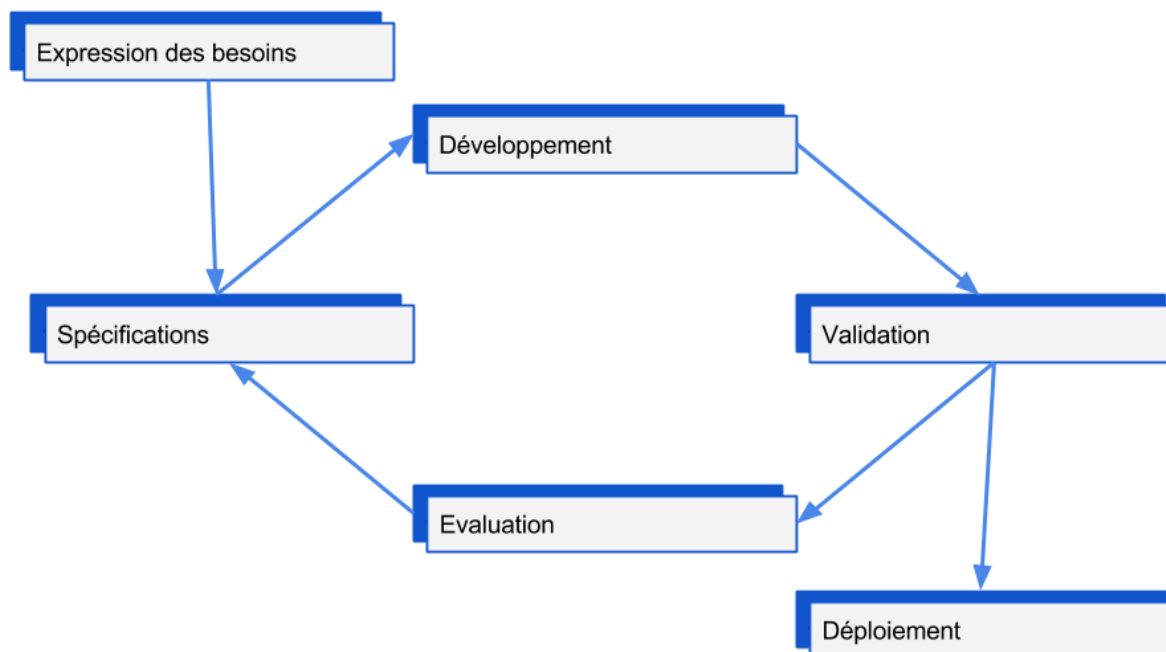 Expression des besoins
Développement
Spécifications
Validation
Evaluation
Déploiement